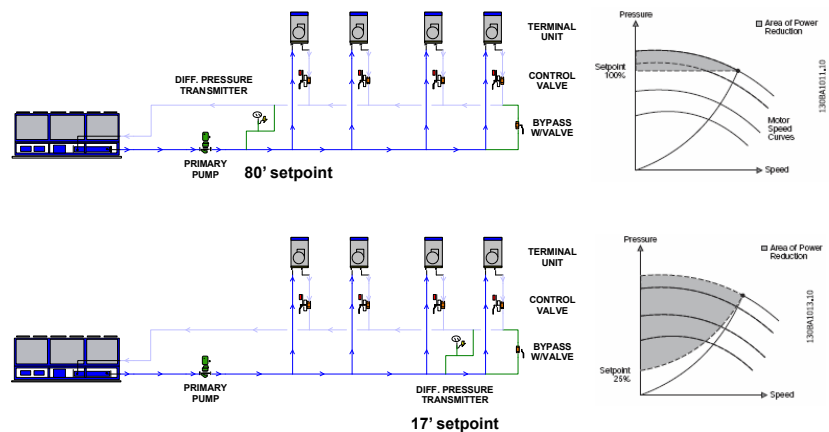 Pressure
Area of Power
Reduction
TERMINAL
UNIT
DIFF. PRESSURE
TRANSMITTER
CONTROL
VALVE
Setpoint
100%
130BA1011.10
BYPASS
W/VALVE
Motor
Speed
Curves
PRIMARY
PUMP
80' setpoint
Speed
Pressure
Area of Power
Reduction
TERMINAL
UNIT
CONTROL
VALVE
130BA1013.10
BYPASS
W/VALVE
Setpoint
25%
PRIMARY
PUMP
DIFF. PRESSURE
TRANSMITTER
Speed
17' setpoint